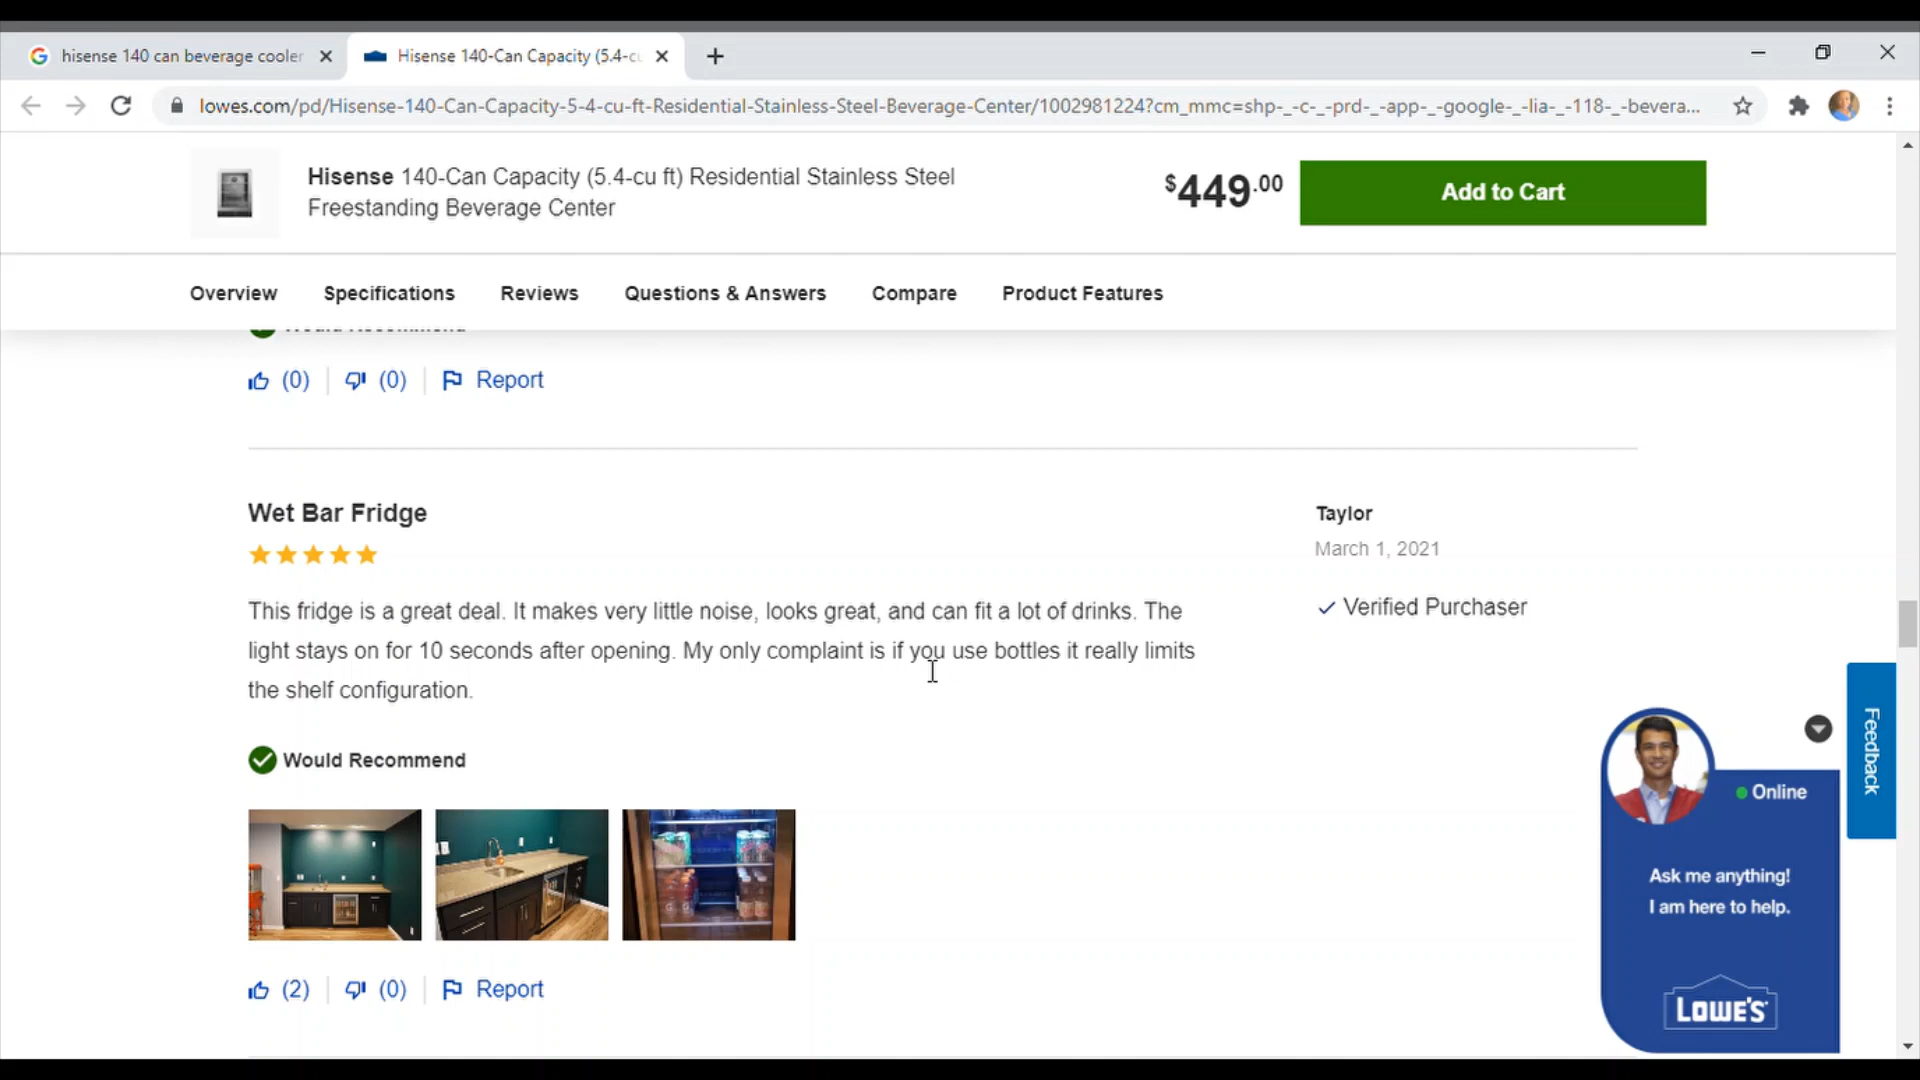 hisense 140 can beverage cooler
Hisense 140-Can Capacity (5.4-cu
lowes.com/pd/Hisense-140-Can-Capacity-5-4-cu-ft-Residential-Stainless-Steel-Beverage-Center/1002981224?cm_mmc=shp-_-c-_-prd-_-app-_-google-_-lia-_-118-_-bevera...
Hisense 140-Can Capacity (5.4-cu ft) Residential Stainless Steel
Freestanding Beverage Center
$449.00
Add to Cart
Overview Specifications Reviews Questions & Answers Compare Product Features
Would Recommend
(0) (0) Report
Wet Bar Fridge
Taylor
March 1, 2021
Verified Purchaser
This fridge is a great deal. It makes very little noise, looks great, and can fit a lot of drinks. The
light stays on for 10 seconds after opening. My only complaint is if you use bottles it really limits
the shelf configuration.
Would Recommend
(2) (0) Report
Feedback
Online
Ask me anything!
I am here to help.
LOWE'S